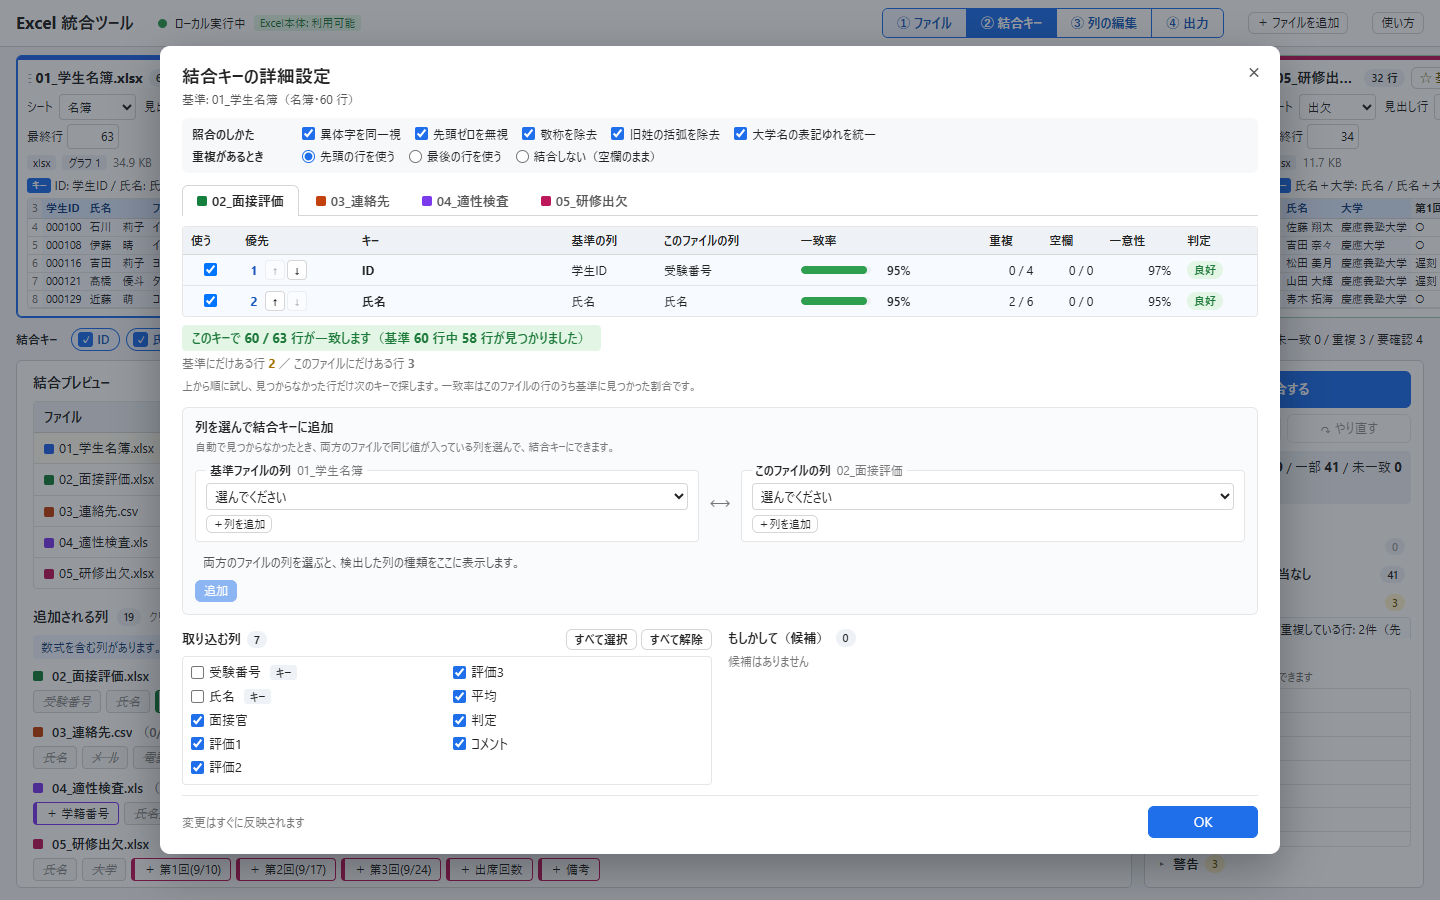 Excel 統合ツール ローカル実行中 Excel本体: 利用可能 ① ファイル ② 結合キー ③ 列の編集 ④ 出力 ＋ ファイルを追加 使い方
01_学生名簿.xlsx
シート 名簿
最終行 63
xlsx グラフ 1 34.9 KB
キー ID: 学生ID / 氏名: 氏
3 学生ID 氏名
4 000100 石川 莉子
5 000108 伊藤 晴
6 000116 吉田 莉子
7 000121 高橋 優斗
8 000129 近藤 萌
05_研修出... 32 行
出欠 見出し行
34
11.7 KB
氏名＋大学: 氏名 / 氏名＋大
氏名 大学 第1回
佐藤 翔太 慶應義塾大学 ○
吉田 奈々 慶應大学 ○
松田 美月 慶應義塾大学 遅刻
山田 大輝 慶應義塾大学 遅刻
青木 拓海 慶應義塾大学 ○
結合キー ID
未一致 0 / 重複 3 / 要確認 4
結合プレビュー
ファイル
01_学生名簿.xlsx
02_面接評価.xlsx
03_連絡先.csv
04_適性検査.xls
05_研修出欠.xlsx
追加される列 19
数式を含む列があります。
02_面接評価.xlsx
受験番号 氏名
03_連絡先.csv
氏名 メール
04_適性検査.xls
＋ 学籍番号
05_研修出欠.xlsx
氏名 大学 ＋ 第1回(9/10) ＋ 第2回(9/17) ＋ 第3回(9/24) ＋ 出席回数 ＋ 備考
やり直す
/ 一部 41 / 未一致 0
0
当なし 41
3
重複している行: 2件（先
できます
警告 3
結合キーの詳細設定 ×
基準: 01_学生名簿（名簿・60 行）
照合のしかた 異体字を同一視 先頭ゼロを無視 敬称を除去 旧姓の括弧を除去 大学名の表記ゆれを統一
重複があるとき 先頭の行を使う 最後の行を使う 結合しない（空欄のまま）
02_面接評価 03_連絡先 04_適性検査 05_研修出欠
使う 優先 キー 基準の列 このファイルの列 一致率 重複 空欄 一意性 判定
1 ↑ ↓ ID 学生ID 受験番号 95% 0 / 4 0 / 0 97% 良好
2 ↑ ↓ 氏名 氏名 氏名 95% 2 / 6 0 / 0 95% 良好
このキーで 60 / 63 行が一致します（基準 60 行中 58 行が見つかりました）
基準にだけある行 2 ／ このファイルにだけある行 3
上から順に試し、見つからなかった行だけ次のキーで探します。一致率はこのファイルの行のうち基準に見つかった割合です。
列を選んで結合キーに追加
自動で見つからなかったとき、両方のファイルで同じ値が入っている列を選んで、結合キーにできます。
基準ファイルの列 01_学生名簿
選んでください
＋列を追加
↔
このファイルの列 02_面接評価
選んでください
＋列を追加
両方のファイルの列を選ぶと、検出した列の種類をここに表示します。
追加
取り込む列 7 すべて選択 すべて解除
受験番号 キー
氏名 キー
面接官
評価1
評価2
評価3
平均
判定
コメント
もしかして（候補） 0
候補はありません
変更はすぐに反映されます OK